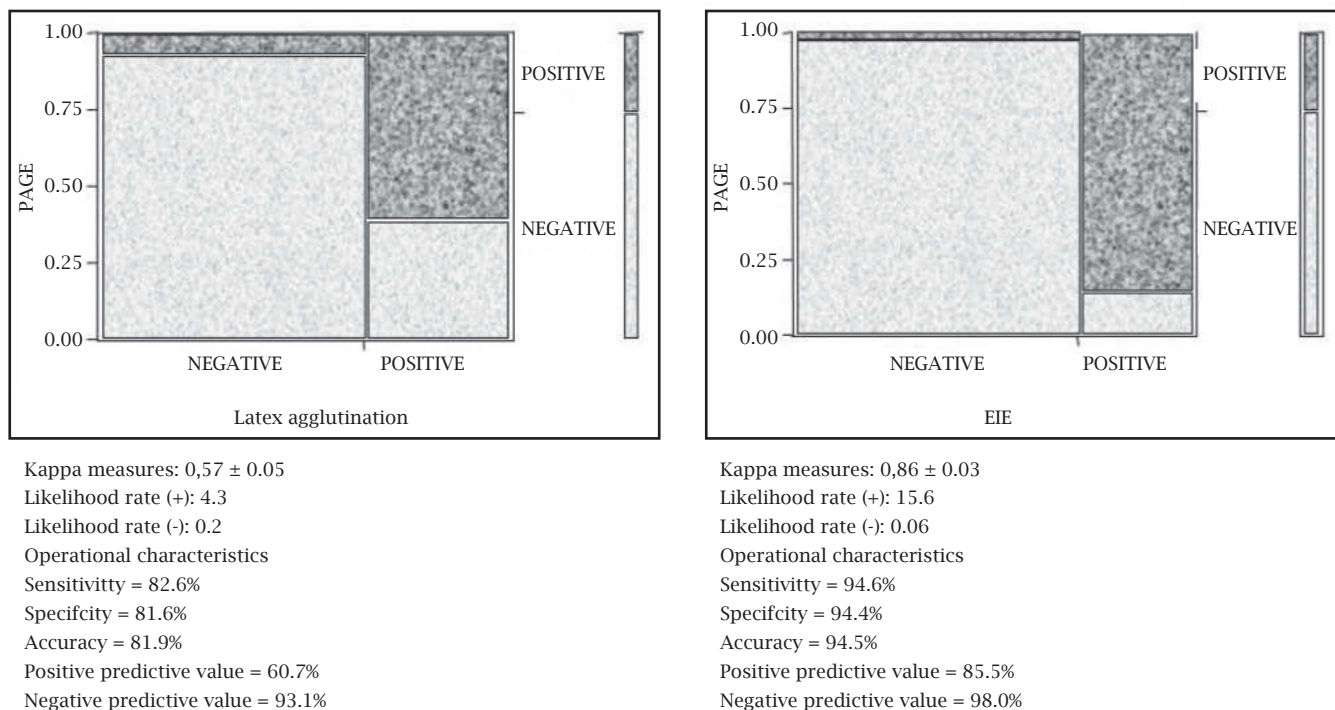 1.00
0.75
0.50
0.25
0.00
PAGE
POSITIVE
NEGATIVE
NEGATIVE
POSITIVE
Latex agglutination
Kappa measures: 0,57 ± 0.05
Likelihood rate (+): 4.3
Likelihood rate (-): 0.2
Operational characteristics
Sensitivitty = 82.6%
Specifcity = 81.6%
Accuracy = 81.9%
Positive predictive value = 60.7%
Negative predictive value = 93.1%
1.00
0.75
0.50
0.25
0.00
PAGE
POSITIVE
NEGATIVE
NEGATIVE
POSITIVE
EIE
Kappa measures: 0,86 ± 0.03
Likelihood rate (+): 15.6
Likelihood rate (-): 0.06
Operational characteristics
Sensitivitty = 94.6%
Specifcity = 94.4%
Accuracy = 94.5%
Positive predictive value = 85.5%
Negative predictive value = 98.0%